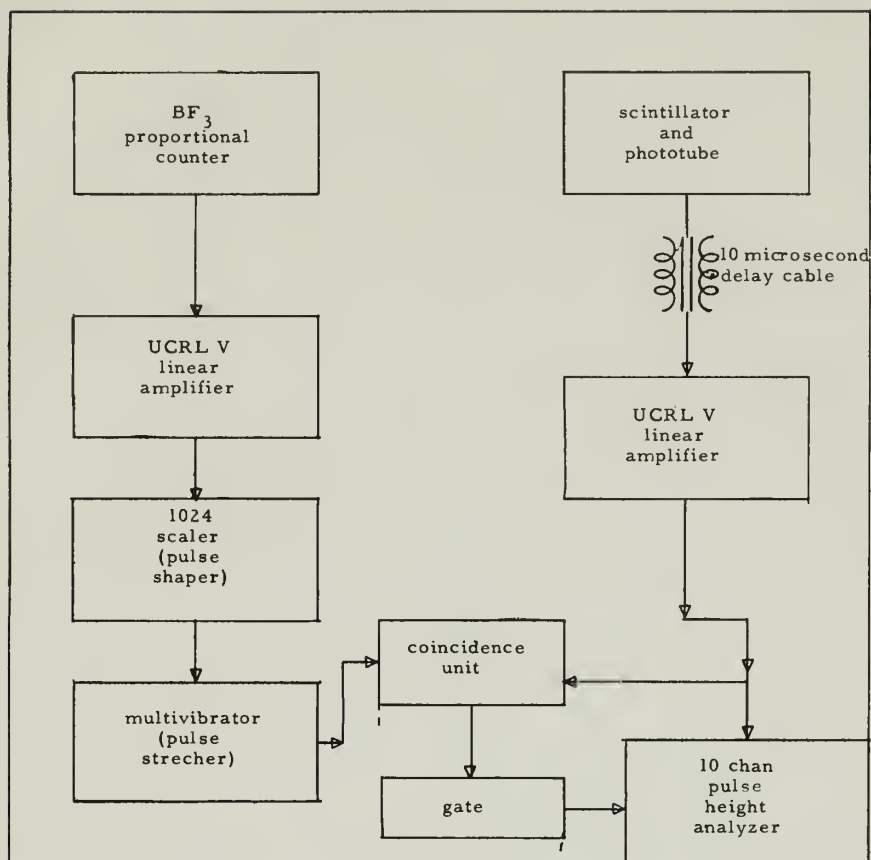 BF3
proportional
counter
UCRL V
linear
amplifier
1024
scaler
(pulse
shaper)
multivibrator
(pulse
strecher)
scintillator
and
phototube
10 microsecond
delay cable
UCRL V
linear
amplifier
coincidence
unit
gate
10 chan
pulse
height
analyzer